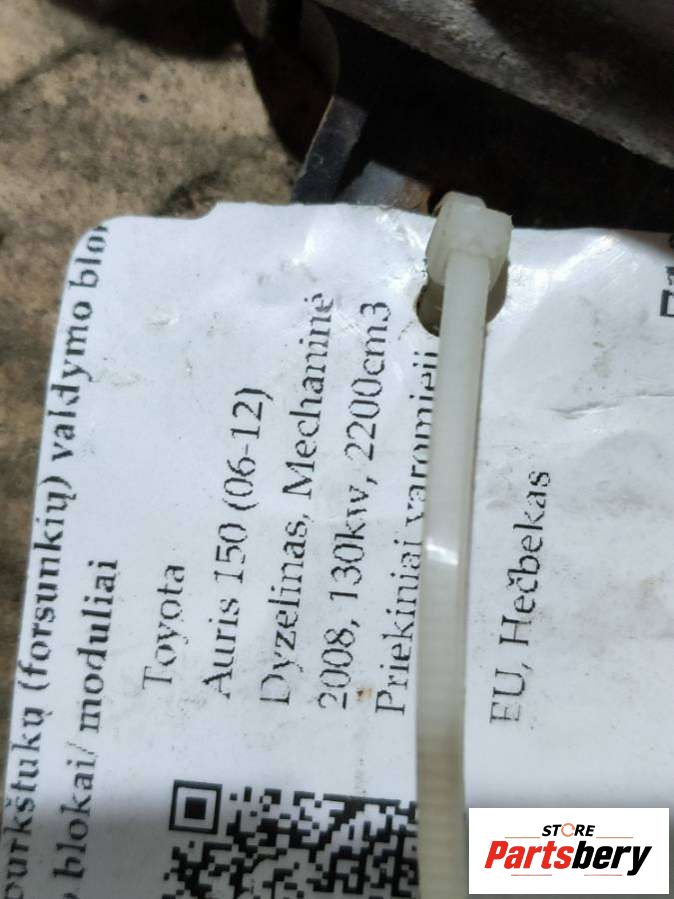 purkštukų (forsunkių) valdymo
blokai/ moduliai
Toyota
Auris 150 (06-12)
Dyzelinas, Mechaninė
2008, 130kw, 2200cm3
Priekiniai varomieji
EU, Hečbekas
STORE
Partsbery